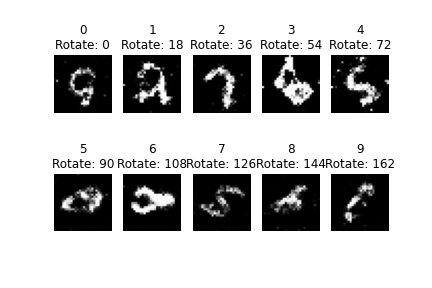 0 1 2 3 4
Rotate: 0 Rotate: 18 Rotate: 36 Rotate: 54 Rotate: 72
5 6 7 8 9
Rotate: 90 Rotate: 108 Rotate: 126 Rotate: 144 Rotate: 162